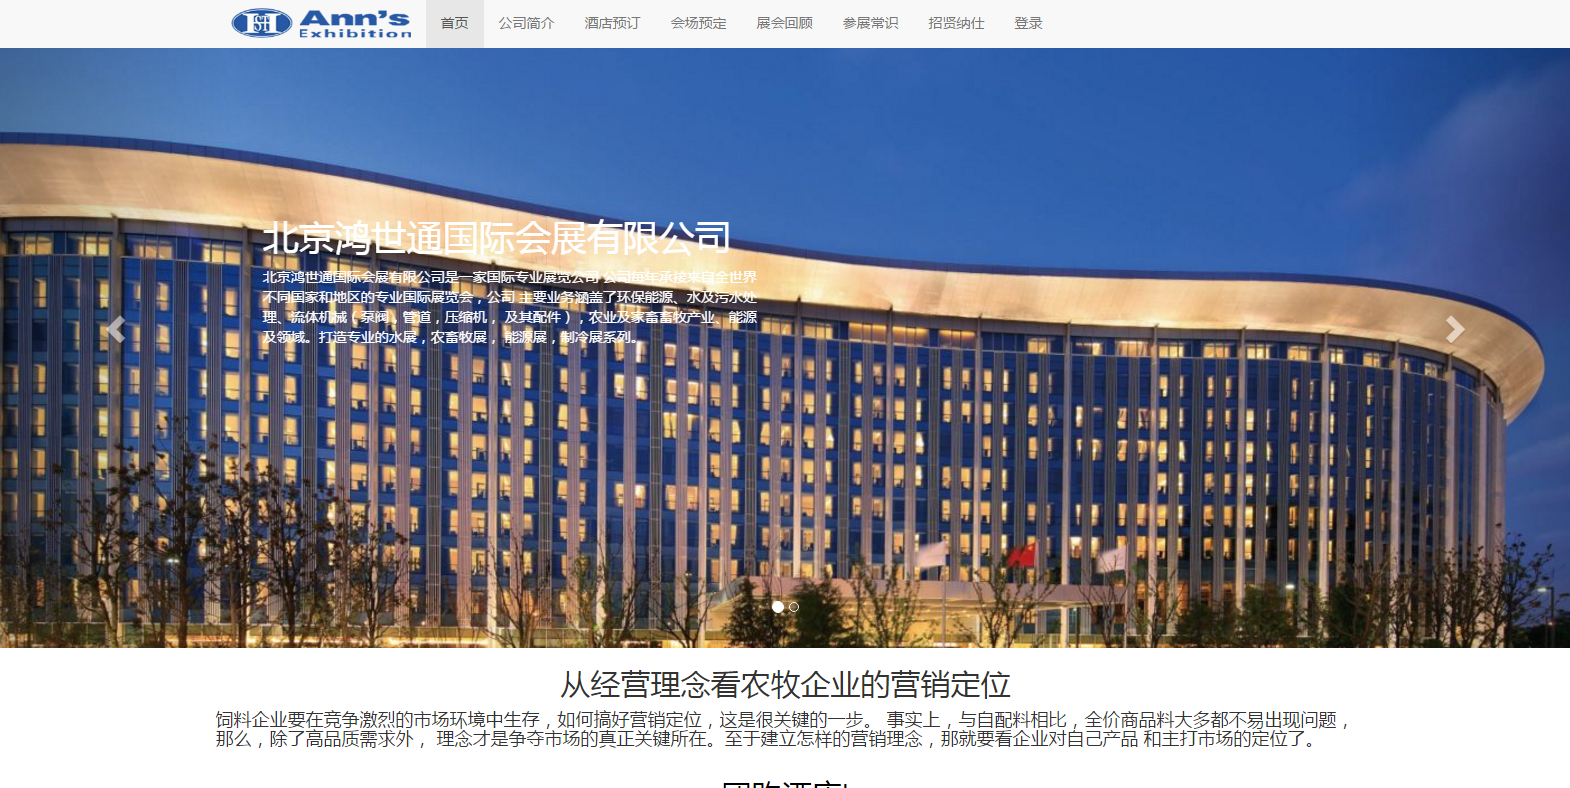 Ann's
Exhibition
首页 公司简介 酒店预订 会场预定 展会回顾 参展常识 招贤纳仕 登录
北京鸿世通国际会展有限公司
北京鸿世通国际会展有限公司是一家国际专业展览公司 公司每年承接来自全世界
不同国家和地区的专业国际展览会，公司 主要业务涵盖了环保能源、水及污水处
理、流体机械（泵阀，管道，压缩机， 及其配件），农业及家畜畜牧产业、能源
及领域。打造专业的水展，农畜牧展， 能源展，制冷展系列。
从经营理念看农牧企业的营销定位
饲料企业要在竞争激烈的市场环境中生存，如何搞好营销定位，这是很关键的一步。 事实上，与自配料相比，全价商品料大多都不易出现问题，
那么，除了高品质需求外， 理念才是争夺市场的真正关键所在。至于建立怎样的营销理念，那就要看企业对自己产品 和主打市场的定位了。